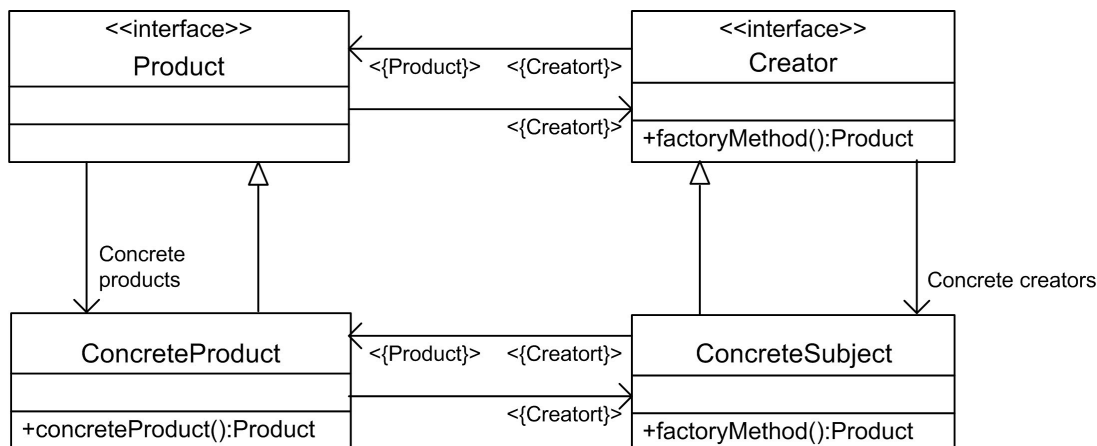 <<interface>>
Product
<<interface>>
Creator
<{Product}>
<{Creatort}>
<{Creatort}>
+factoryMethod():Product
Concrete
products
Concrete creators
ConcreteProduct
<{Product}>
<{Creatort}>
ConcreteSubject
<{Creatort}>
+concreteProduct():Product
+factoryMethod():Product